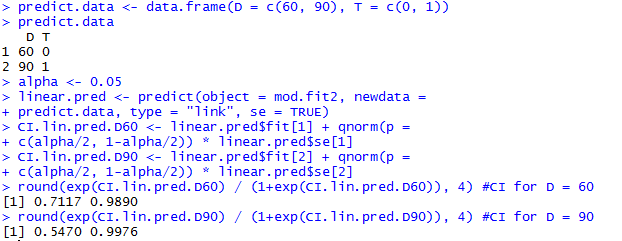 > predict.data <- data.frame(D = c(60, 90), T = c(0, 1))
> predict.data
   D T
1 60 0
2 90 1
> alpha <- 0.05
> linear.pred <- predict(object = mod.fit2, newdata =
+ predict.data, type = "link", se = TRUE)
> CI.lin.pred.D60 <- linear.pred$fit[1] + qnorm(p =
+ c(alpha/2, 1-alpha/2)) * linear.pred$se[1]
> CI.lin.pred.D90 <- linear.pred$fit[2] + qnorm(p =
+ c(alpha/2, 1-alpha/2)) * linear.pred$se[2]
> round(exp(CI.lin.pred.D60) / (1+exp(CI.lin.pred.D60)), 4) #CI for D = 60
[1] 0.7117 0.9890
> round(exp(CI.lin.pred.D90) / (1+exp(CI.lin.pred.D90)), 4) #CI for D = 90
[1] 0.5470 0.9976